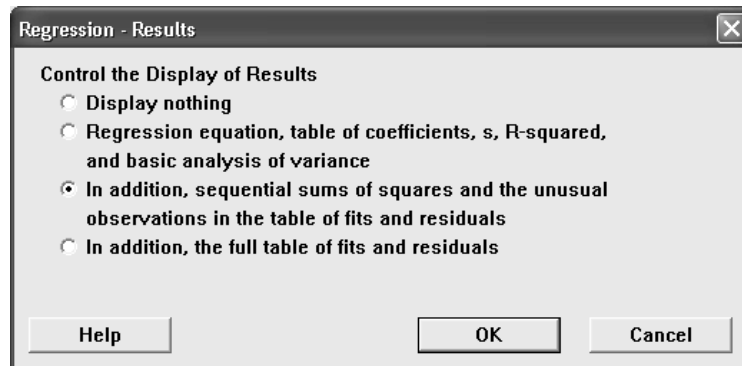 Regression - Results
Control the Display of Results
Display nothing
Regression equation, table of coefficients, s, R-squared,
and basic analysis of variance
In addition, sequential sums of squares and the unusual
observations in the table of fits and residuals
In addition, the full table of fits and residuals
Help OK Cancel